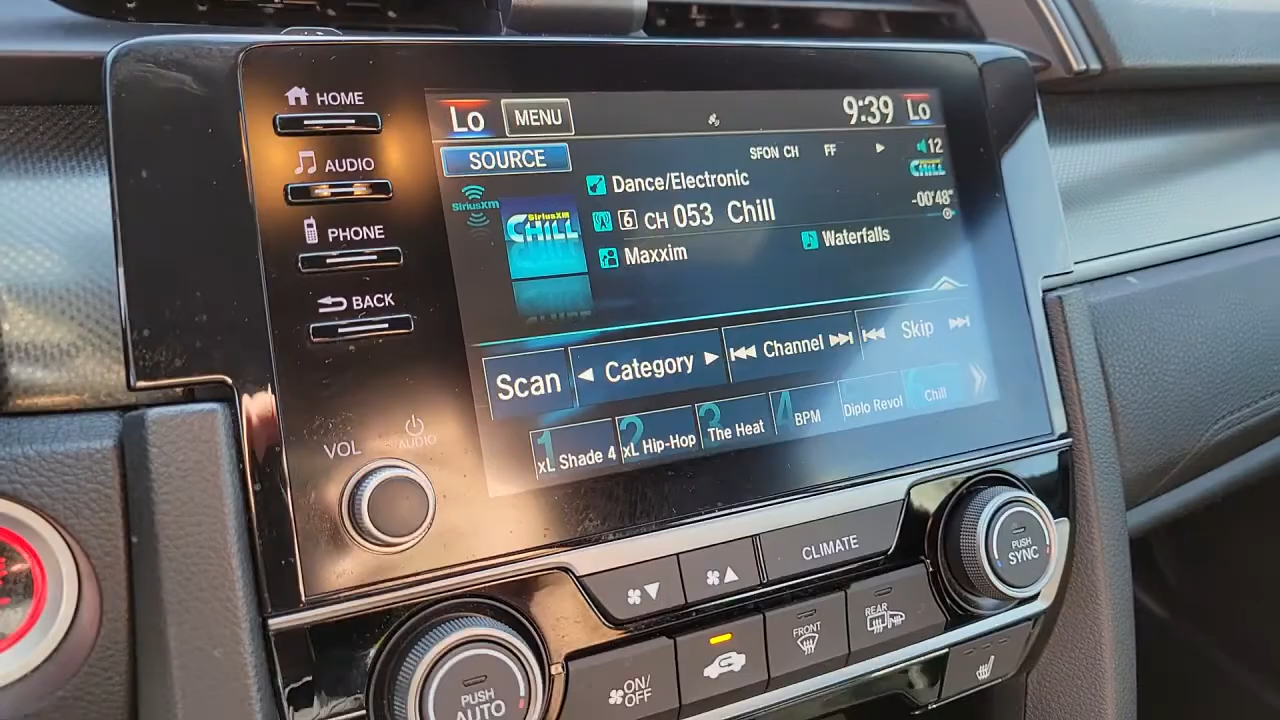 HOME
AUDIO
PHONE
BACK
VOL
AUDIO
Lo MENU 9:39 Lo
SOURCE SFON CH FF 12
SiriusXM
SiriusXM
CHILL
Dance/Electronic
CHILL
6 CH 053 Chill -00'48"
Maxxim Waterfalls
Scan Category Channel Skip
1 2 3 4 6
xL Shade 4 xL Hip-Hop The Heat BPM Diplo Revol Chill
CLIMATE
PUSH
SYNC
FRONT
REAR
ON/
OFF
PUSH
AUTO